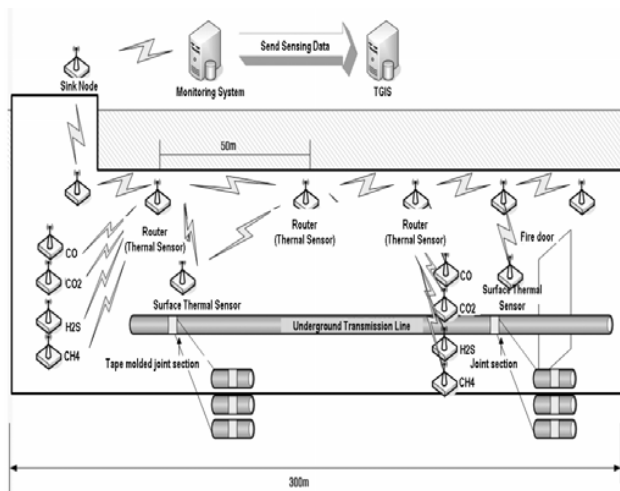 Send Sensing Data
Sink Node
Monitoring System
TGIS
50m
Router
(Thermal Sensor)
Router
(Thermal Sensor)
Router
(Thermal Sensor)
Fire door
CO
CO2
H2S
CH4
CO
CO2
H2S
CH4
Surface Thermal Sensor
Surface Thermal
Sensor
Underground Transmission Line
Tape molded joint section
Joint section
300m